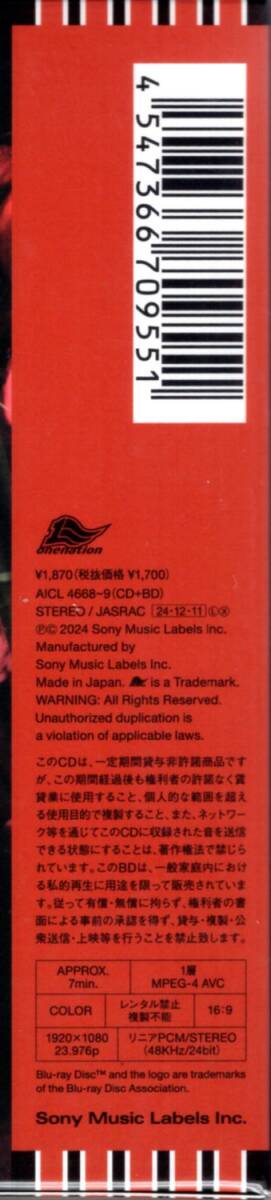 4 547366 709551
onenation
¥1,870(税抜価格 ¥1,700)
AICL 4668~9(CD+BD)
STEREO / JASRAC 24・12・11 Ⓛ Ⓧ
Ⓟ© 2024 Sony Music Labels Inc.
Manufactured by
Sony Music Labels Inc.
Made in Japan. is a Trademark.
WARNING: All Rights Reserved.
Unauthorized duplication is
a violation of applicable laws.
このCDは、一定期間貸与非許諾商品です
が、この期間経過後も権利者の許諾なく賃
貸業に使用すること、個人的な範囲を超え
る使用目的で複製すること、また、ネットワー
ク等を通じてこのCDに収録された音を送信
できる状態にすることは、著作権法で禁じら
れています。このBDは、一般家庭内におけ
る私的再生に用途を限って販売されていま
す。従って有償・無償に拘らず、権利者の書
面による事前の承認を得ず、貸与・複製・公
衆送信・上映等を行うことを禁止致します。
APPROX. 7min. 1層 MPEG-4 AVC
COLOR レンタル禁止 複製不能 16:9
1920×1080 23.976p リニアPCM/STEREO (48KHz/24bit)
Blu-ray Disc™ and the logo are trademarks
of the Blu-ray Disc Association.
Sony Music Labels Inc.